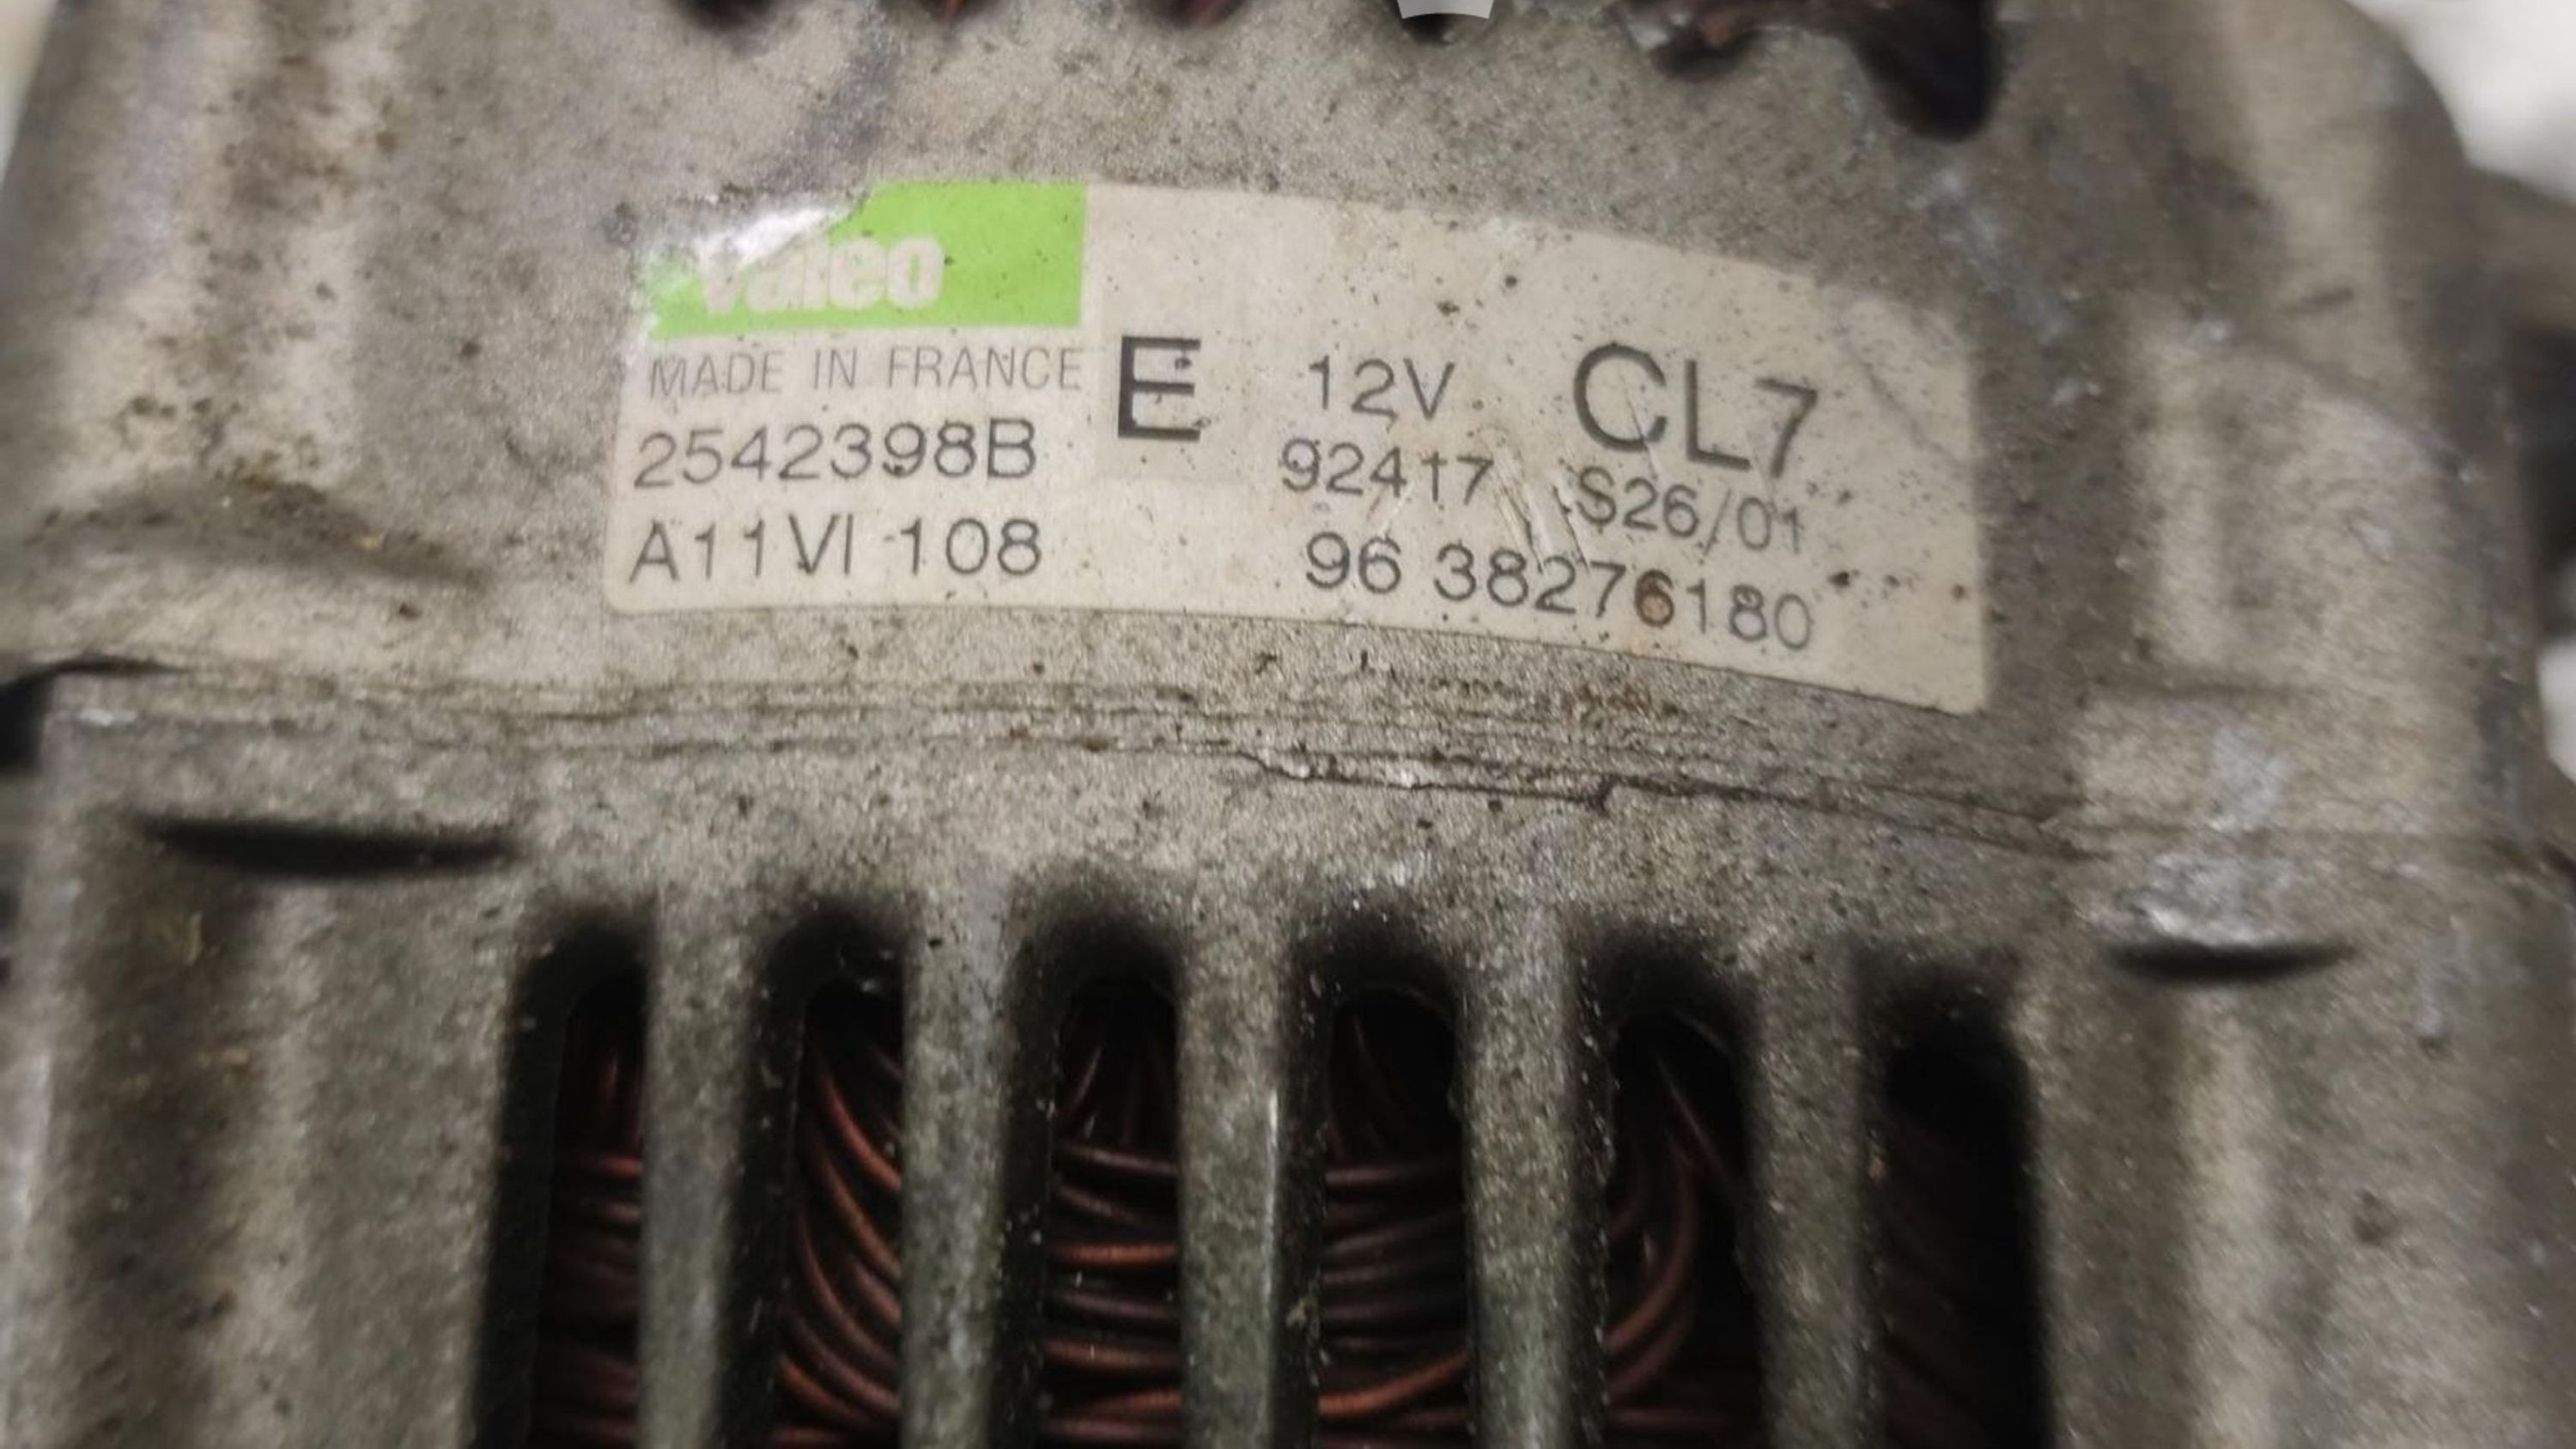 valeo
MADE IN FRANCE E 12V CL7
2542398B 92417 S26/01
A11VI 108 96 38276180